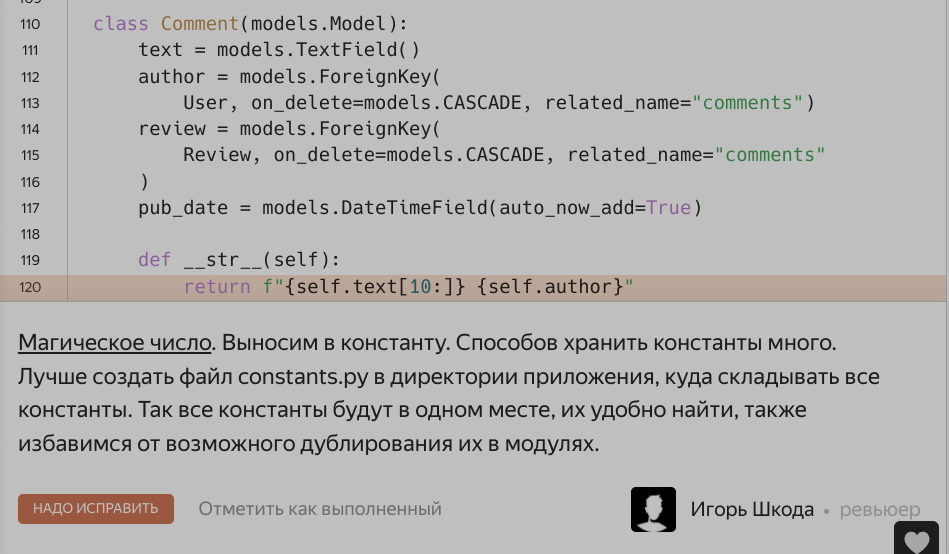 110 class Comment(models.Model):
111     text = models.TextField()
112     author = models.ForeignKey(
113         User, on_delete=models.CASCADE, related_name="comments")
114     review = models.ForeignKey(
115         Review, on_delete=models.CASCADE, related_name="comments"
116     )
117     pub_date = models.DateTimeField(auto_now_add=True)
118
119     def __str__(self):
120         return f"{self.text[10:]} {self.author}"
Магическое число. Выносим в константу. Способов хранить константы много.
Лучше создать файл constants.py в директории приложения, куда складывать все
константы. Так все константы будут в одном месте, их удобно найти, также
избавимся от возможного дублирования их в модулях.
НАДО ИСПРАВИТЬ Отметить как выполненный Игорь Шкода • ревьюер